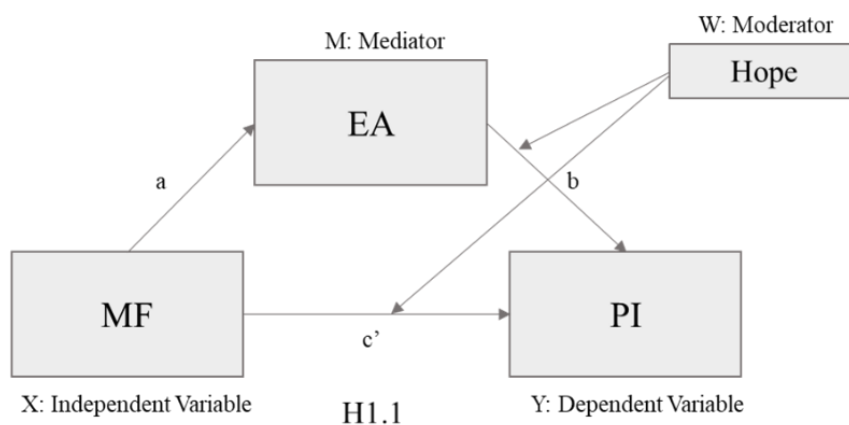 W: Moderator
M: Mediator
Hope
EA
a
b
MF
PI
c’
X: Independent Variable
H1.1
Y: Dependent Variable